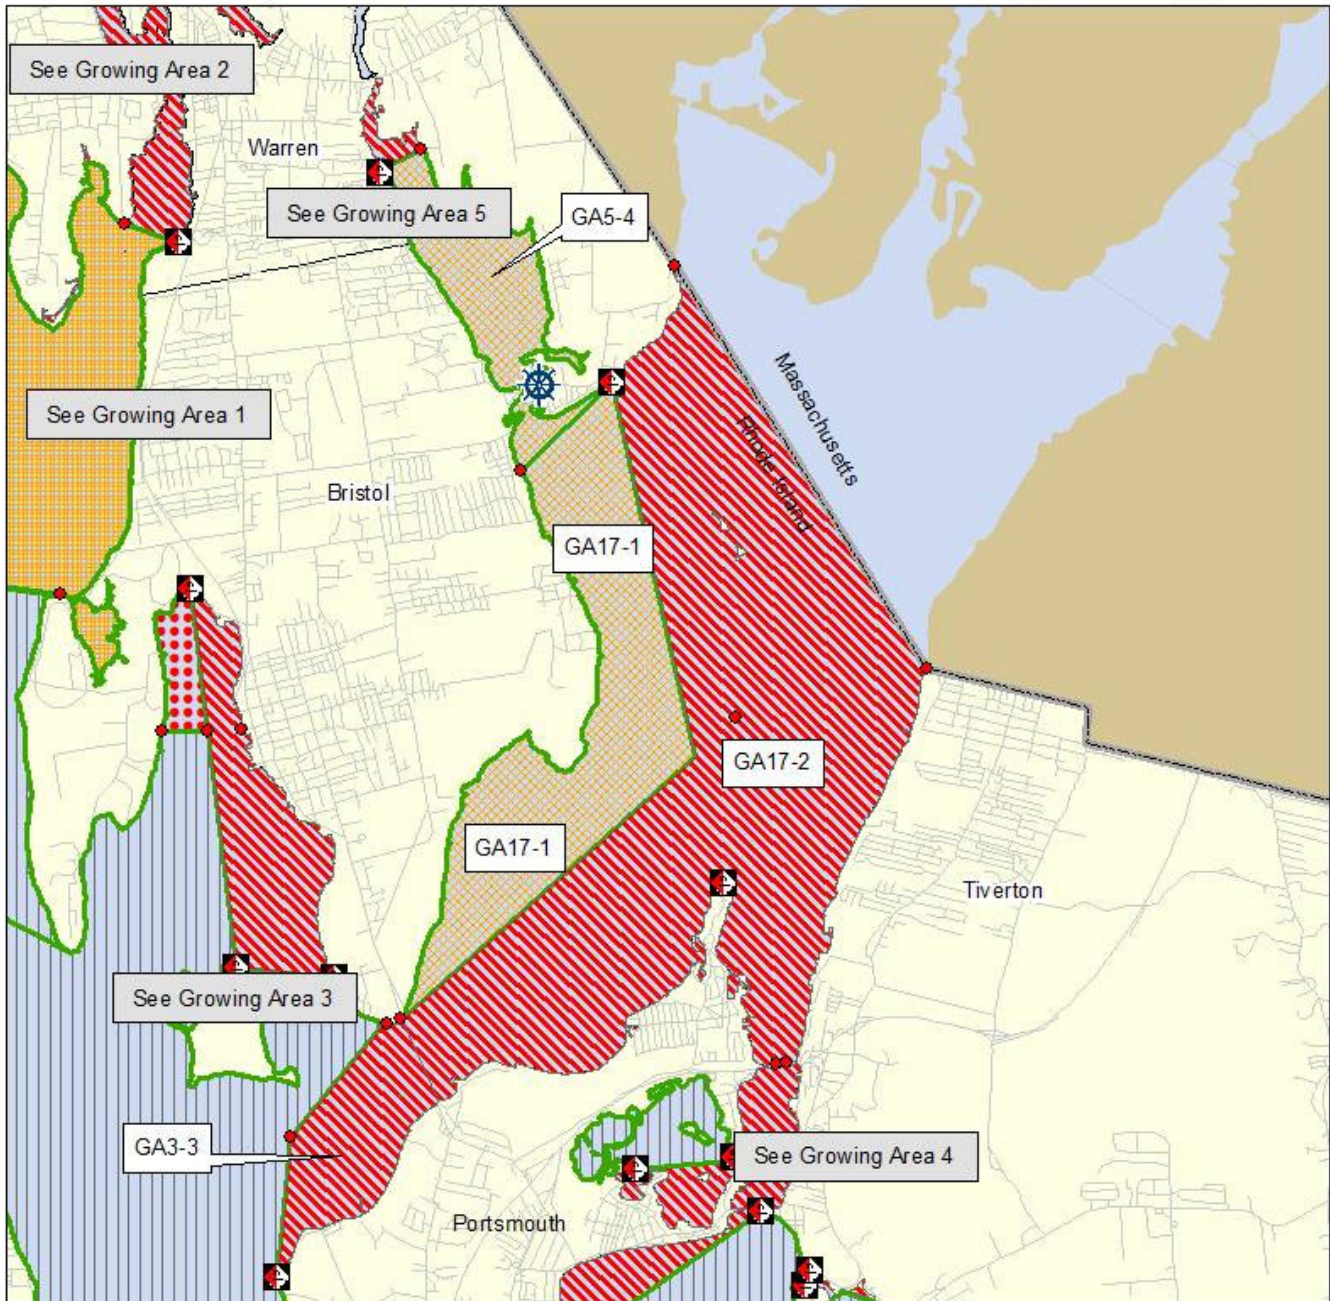 See Growing Area 2
Warren
See Growing Area 5
GA5-4
See Growing Area 1
Massachusetts
Rhode Island
Bristol
GA17-1
GA17-2
GA17-1
Tiverton
See Growing Area 3
GA3-3
See Growing Area 4
Portsmouth